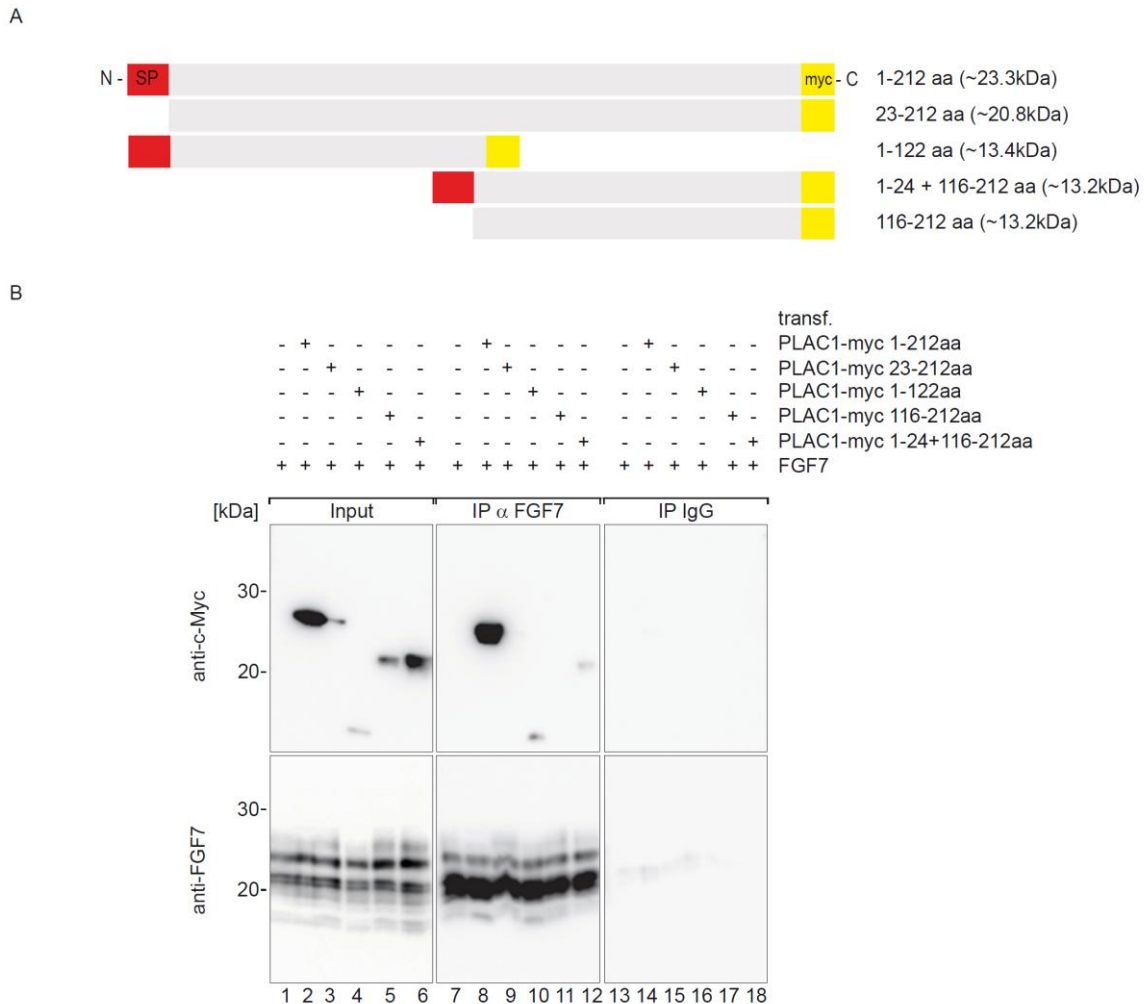 A
N - SP myc - C 1-212 aa (~23.3kDa)
23-212 aa (~20.8kDa)
1-122 aa (~13.4kDa)
1-24 + 116-212 aa (~13.2kDa)
116-212 aa (~13.2kDa)
B
transf.
- + - - - - - + - - - - - + - - - - PLAC1-myc 1-212aa
- - + - - - - - + - - - - - + - - - PLAC1-myc 23-212aa
- - - + - - - - - + - - - - - + - - PLAC1-myc 1-122aa
- - - - + - - - - - + - - - - - + - PLAC1-myc 116-212aa
- - - - - + - - - - - + - - - - - + PLAC1-myc 1-24+116-212aa
+ + + + + + + + + + + + + + + + + + FGF7
[kDa] Input IP α FGF7 IP IgG
anti-c-Myc
30-
20-
anti-FGF7
30-
20-
1 2 3 4 5 6 7 8 9 10 11 12 13 14 15 16 17 18